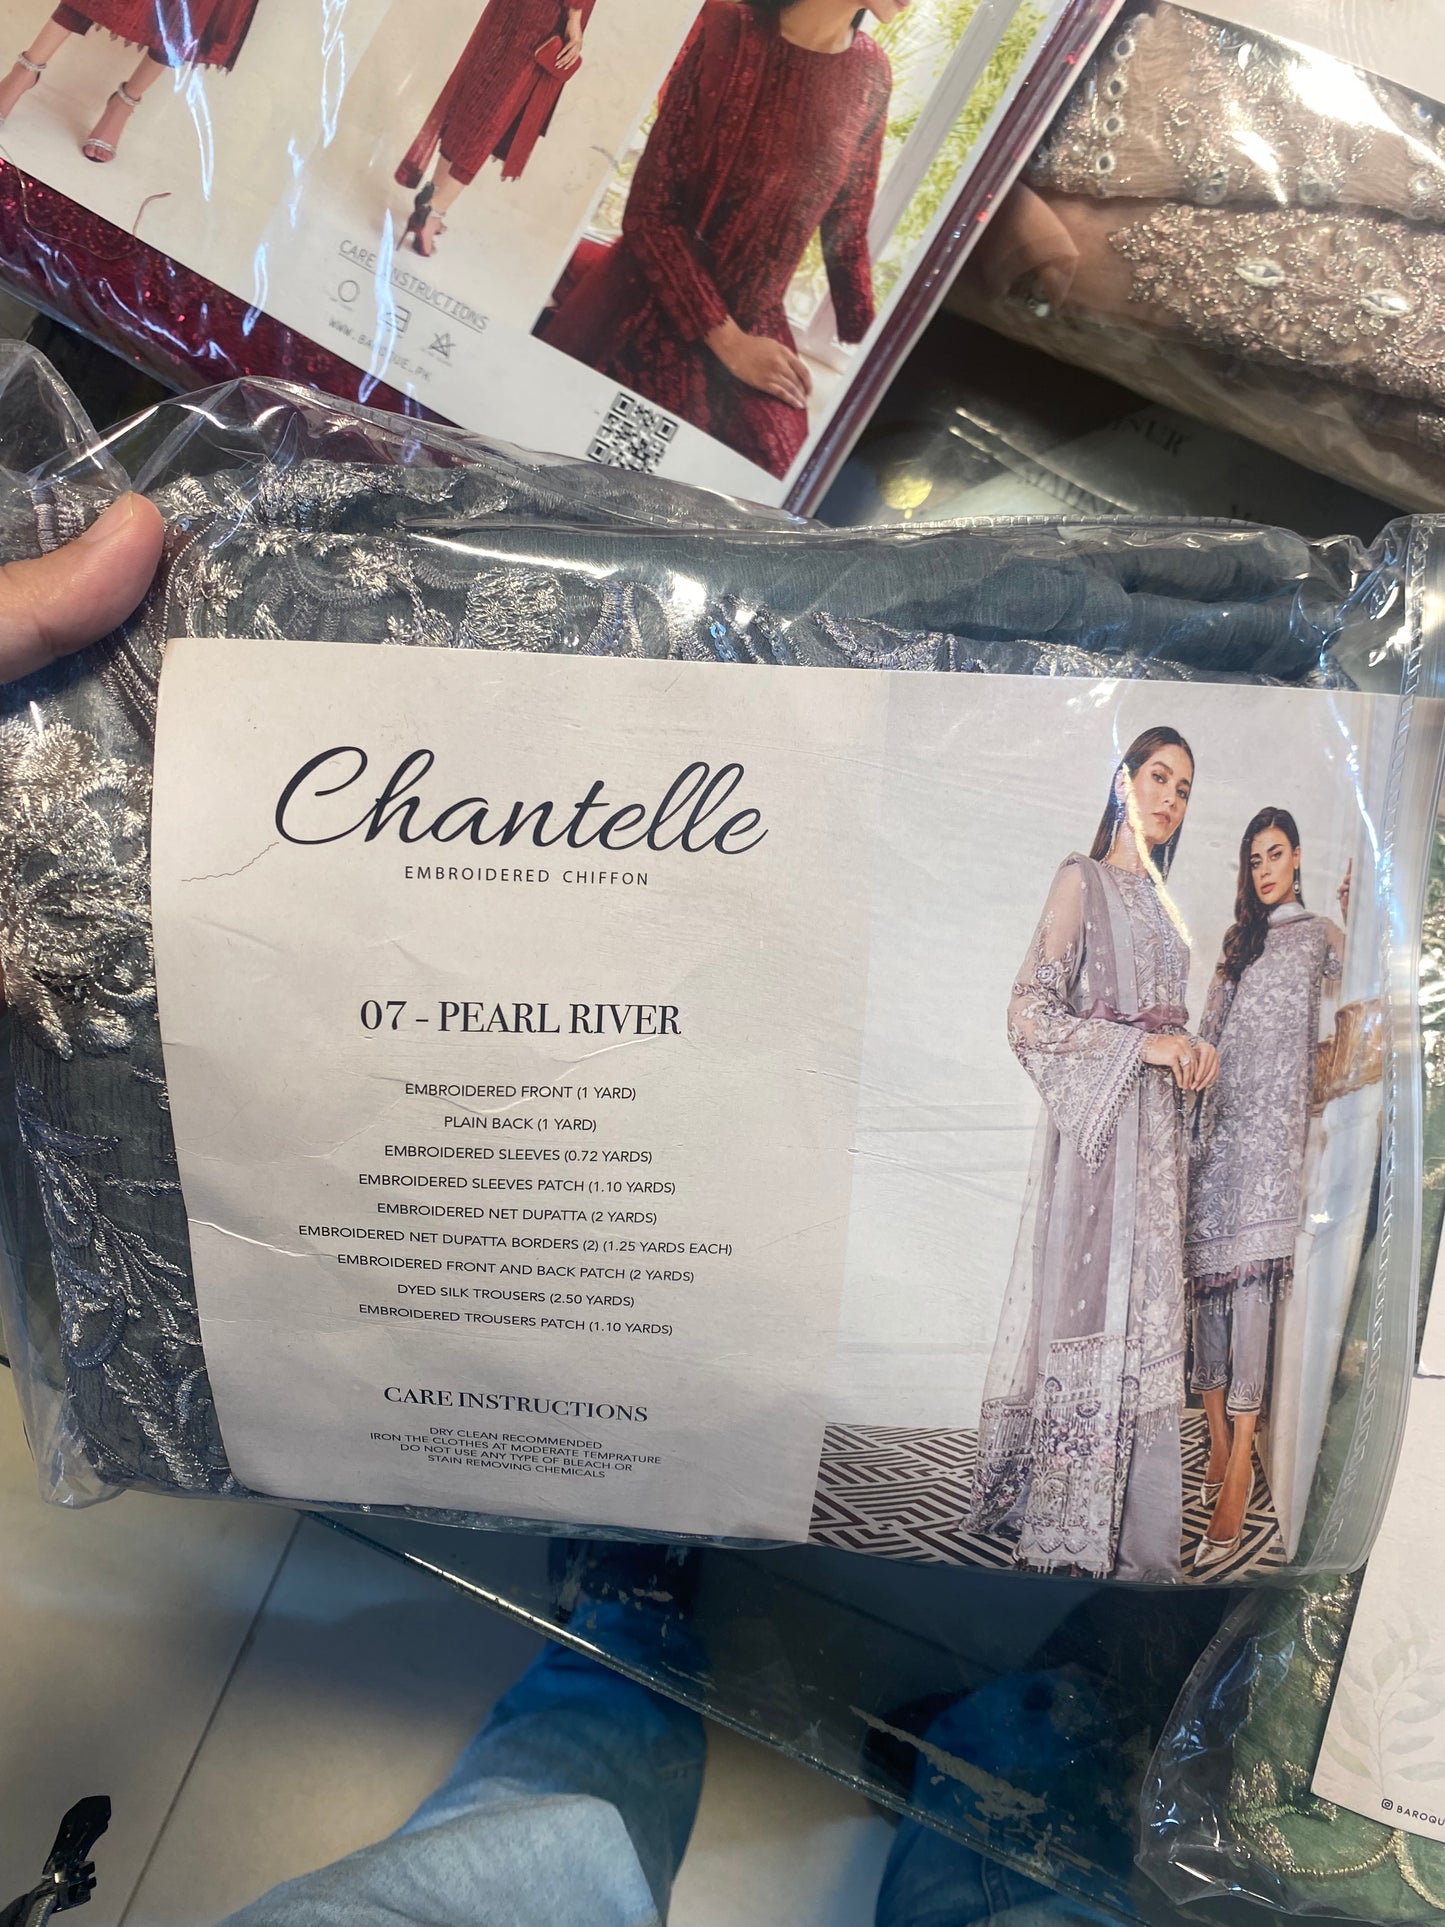 CARE INSTRUCTIONS
WWW.BAROQUE.PK
Chantelle
EMBROIDERED CHIFFON
07 - PEARL RIVER
EMBROIDERED FRONT (1 YARD)
PLAIN BACK (1 YARD)
EMBROIDERED SLEEVES (0.72 YARDS)
EMBROIDERED SLEEVES PATCH (1.10 YARDS)
EMBROIDERED NET DUPATTA (2 YARDS)
EMBROIDERED NET DUPATTA BORDERS (2) (1.25 YARDS EACH)
EMBROIDERED FRONT AND BACK PATCH (2 YARDS)
DYED SILK TROUSERS (2.50 YARDS)
EMBROIDERED TROUSERS PATCH (1.10 YARDS)
CARE INSTRUCTIONS
DRY CLEAN RECOMMENDED
IRON THE CLOTHES AT MODERATE TEMPRATURE
DO NOT USE ANY TYPE OF BLEACH OR
STAIN REMOVING CHEMICALS
BAROQU